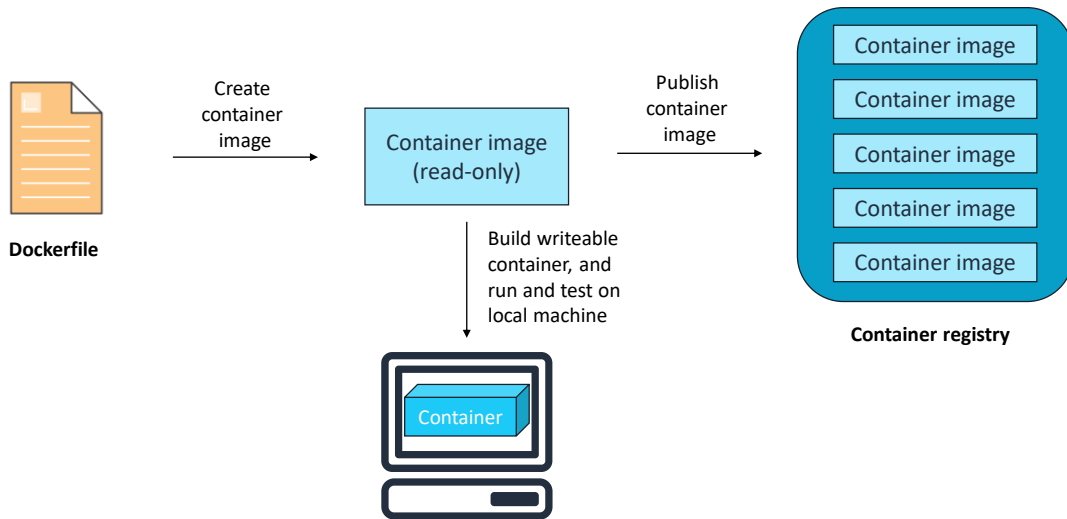 Dockerfile
Create
container
image
Container image
(read-only)
Publish
container
image
Container image
Container image
Container image
Container image
Container image
Container registry
Build writeable
container, and
run and test on
local machine
Container